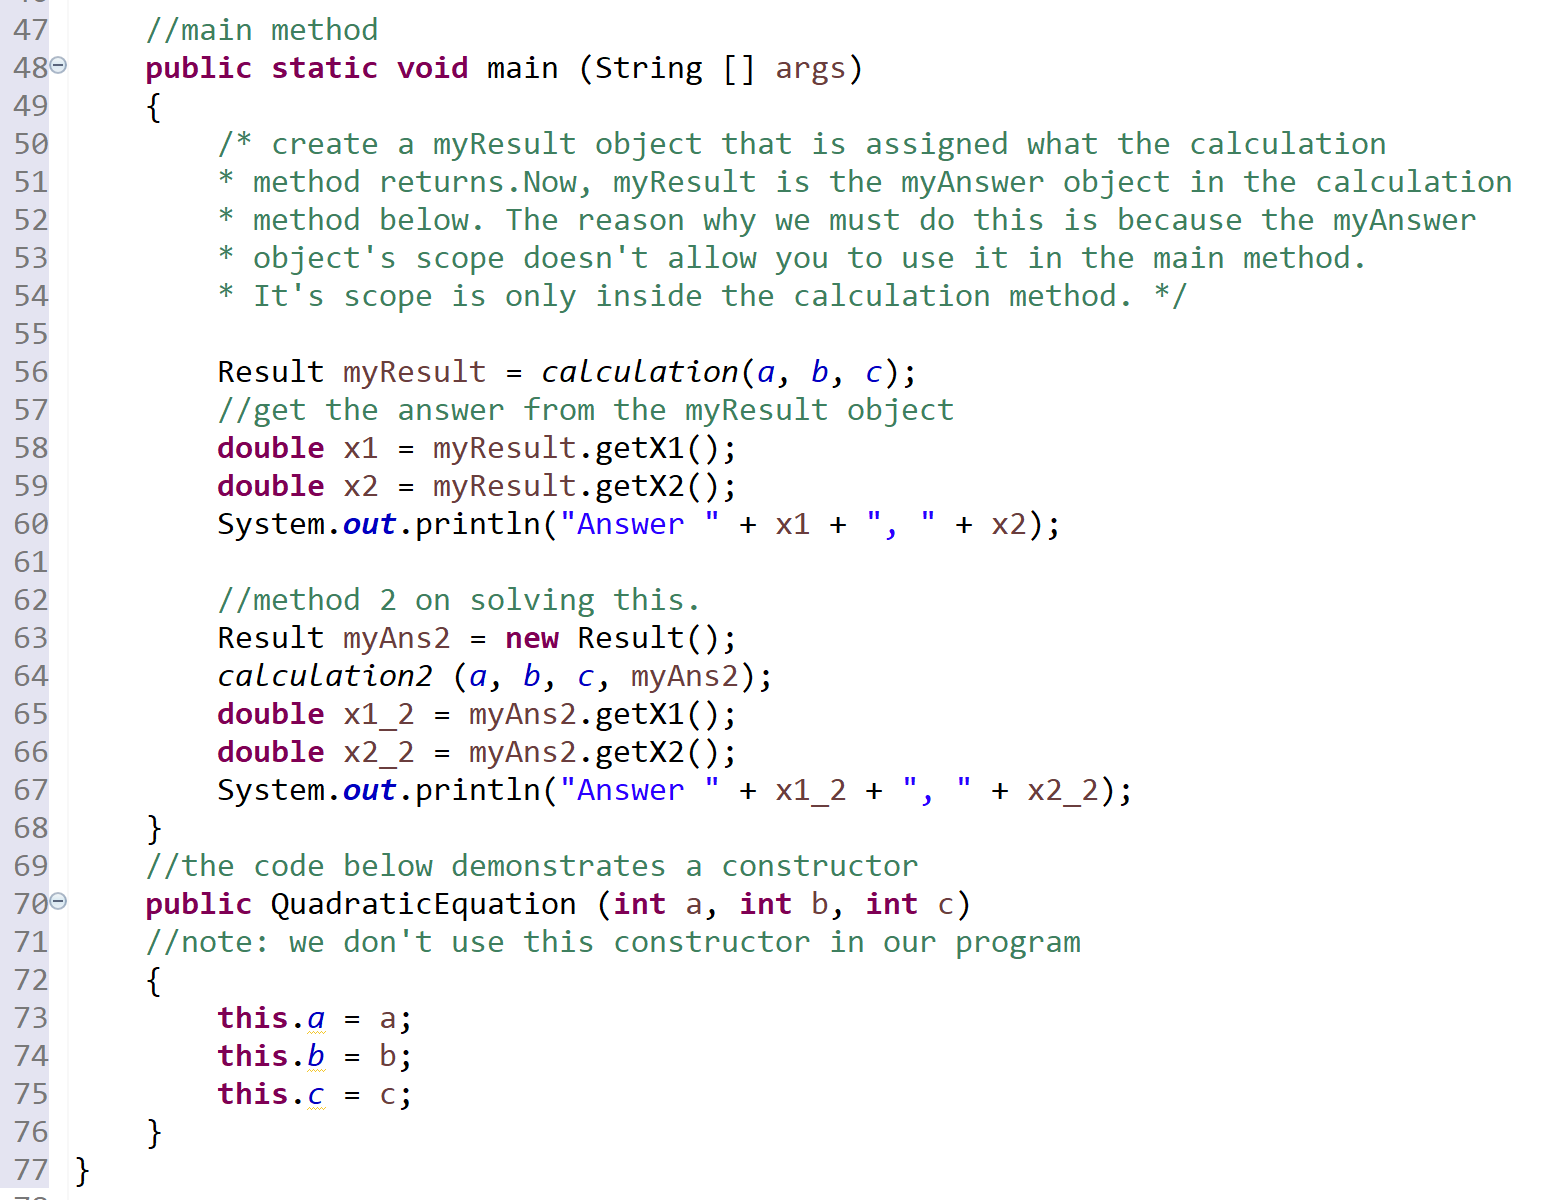 47 //main method
48 public static void main (String [] args)
49 {
50 /* create a myResult object that is assigned what the calculation
51 * method returns.Now, myResult is the myAnswer object in the calculation
52 * method below. The reason why we must do this is because the myAnswer
53 * object's scope doesn't allow you to use it in the main method.
54 * It's scope is only inside the calculation method. */
55
56 Result myResult = calculation(a, b, c);
57 //get the answer from the myResult object
58 double x1 = myResult.getX1();
59 double x2 = myResult.getX2();
60 System.out.println("Answer " + x1 + ", " + x2);
61
62 //method 2 on solving this.
63 Result myAns2 = new Result();
64 calculation2 (a, b, c, myAns2);
65 double x1_2 = myAns2.getX1();
66 double x2_2 = myAns2.getX2();
67 System.out.println("Answer " + x1_2 + ", " + x2_2);
68 }
69 //the code below demonstrates a constructor
70 public QuadraticEquation (int a, int b, int c)
71 //note: we don't use this constructor in our program
72 {
73 this.a = a;
74 this.b = b;
75 this.c = c;
76 }
77 }